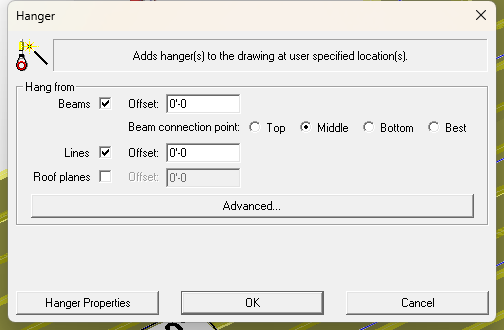 Hanger
Adds hanger(s) to the drawing at user specified location(s).
Hang from
Beams Offset: 0'-0
Beam connection point: Top Middle Bottom Best
Lines Offset: 0'-0
Roof planes Offset: 0'-0
Advanced...
Hanger Properties OK Cancel